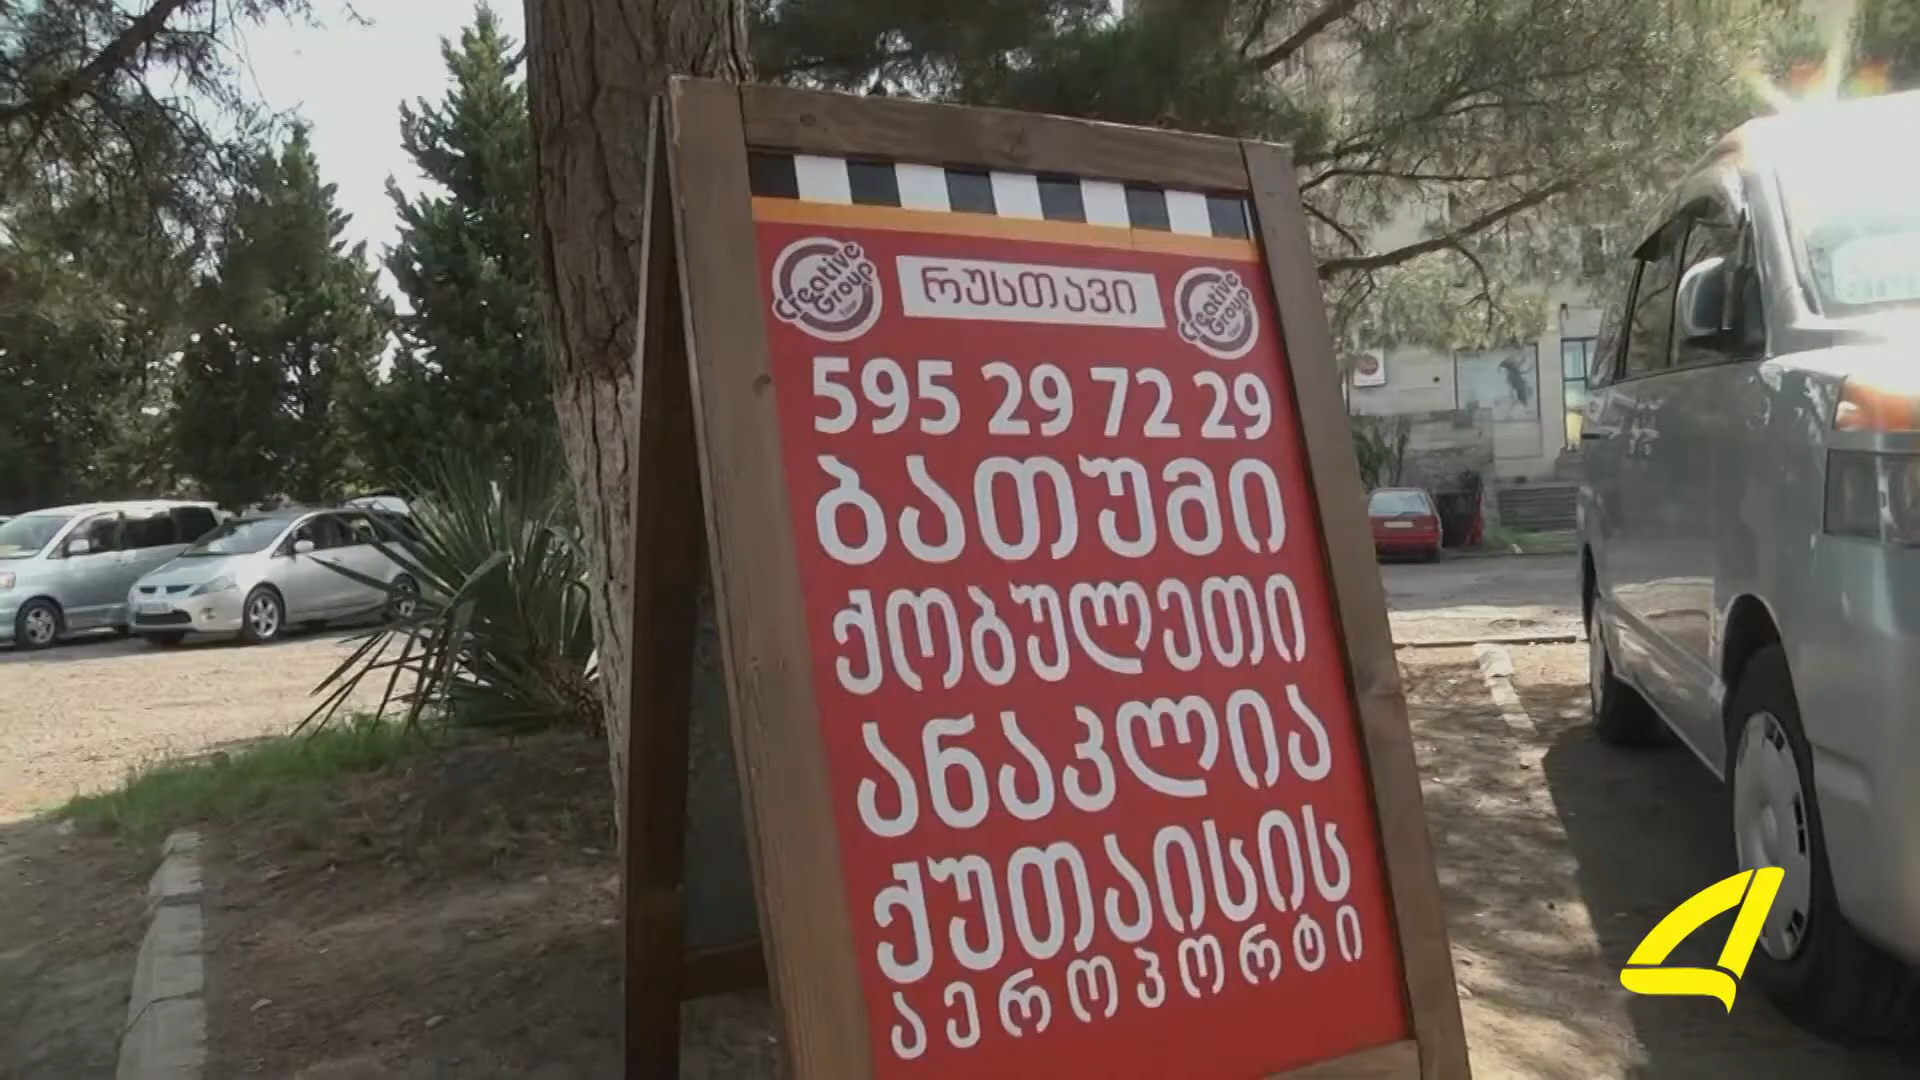 Creative Group
რუსთავი
Creative Group
595 29 72 29
ბათუმი
ქობულეთი
ანაკლია
ქუთაისის
აეროპორტი